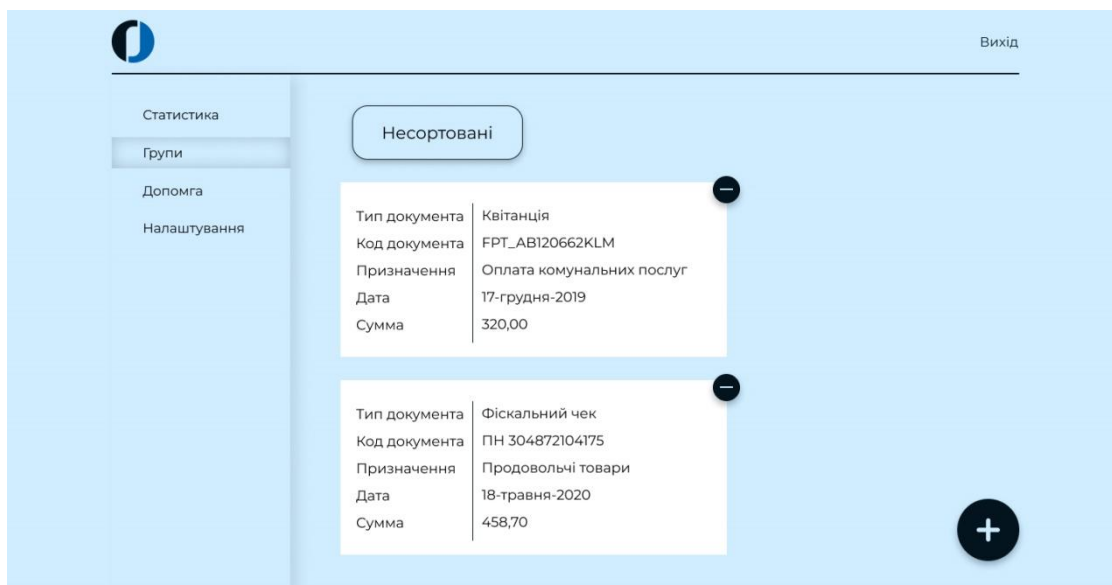 Вихід
Статистика
Групи
Допомга
Налаштування
Несортовані
Тип документа Квітанція
Код документа FPT_AB120662KLM
Призначення Оплата комунальних послуг
Дата 17-грудня-2019
Сумма 320,00
Тип документа Фіскальний чек
Код документа ПН 304872104175
Призначення Продовольчі товари
Дата 18-травня-2020
Сумма 458,70